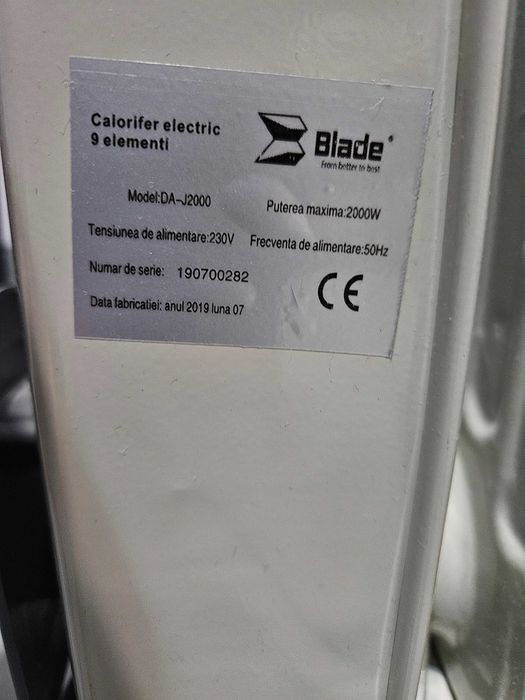 Calorifer electric
9 elementi
Blade®
From better to best
Model:DA-J2000
Puterea maxima:2000W
Tensiunea de alimentare:230V
Frecventa de alimentare:50Hz
Numar de serie: 190700282
CE
Data fabricatiei: anul 2019 luna 07